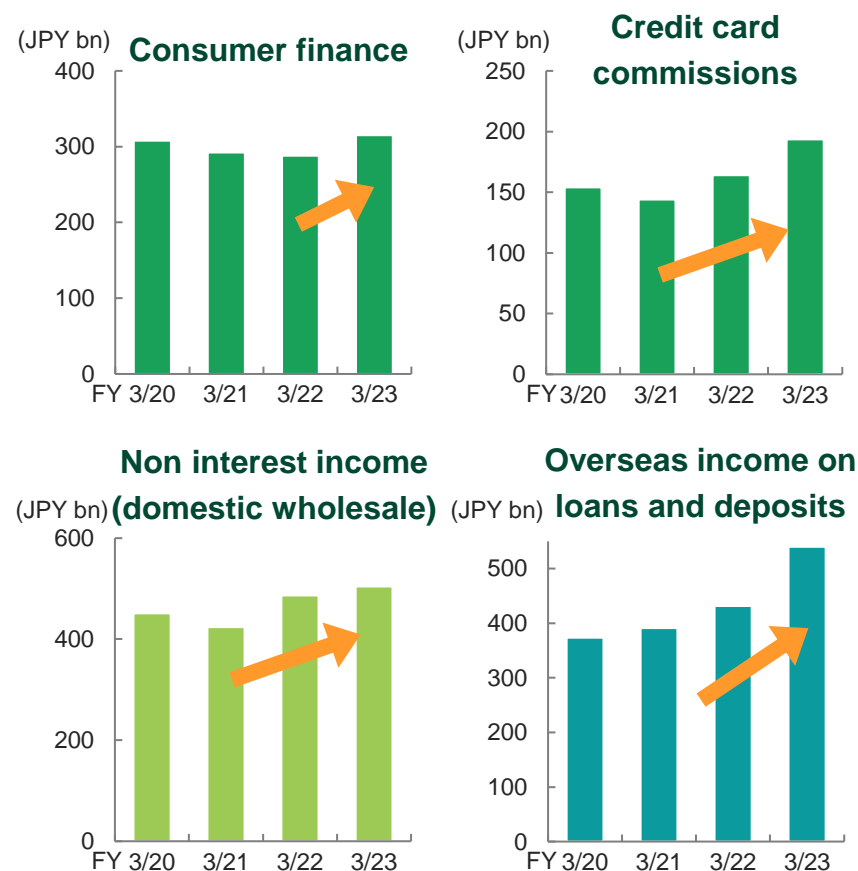 (JPY bn)
Consumer finance
400
300
200
100
0
FY 3/20 3/21 3/22 3/23
(JPY bn)
Credit card
commissions
250
200
150
100
50
0
FY 3/20 3/21 3/22 3/23
Non interest income
(JPY bn) (domestic wholesale)
600
400
200
0
FY 3/20 3/21 3/22 3/23
Overseas income on
(JPY bn) loans and deposits
500
400
300
200
100
0
FY 3/20 3/21 3/22 3/23